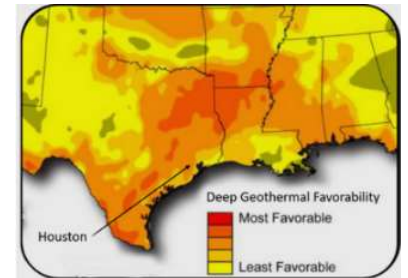 Deep Geothermal Favorability
Most Favorable
Houston
Least Favorable